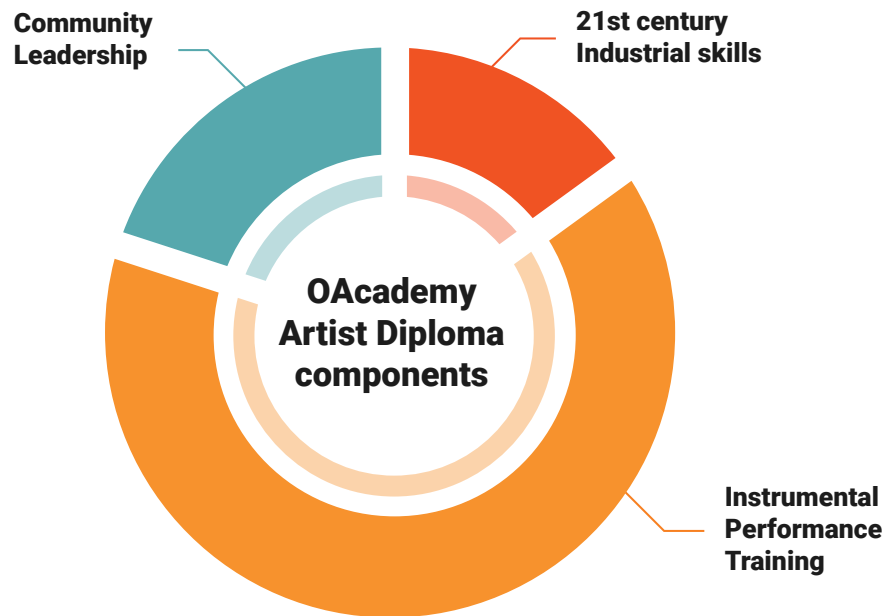 Community
Leadership
21st century
Industrial skills
OAcademy
Artist Diploma
components
Instrumental
Performance
Training